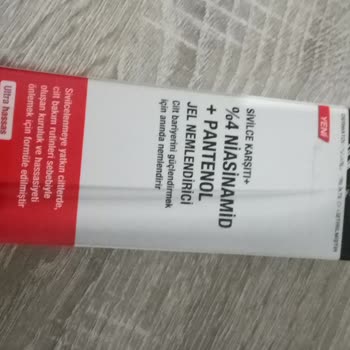 YENİ
SİVİLCE KARŞITI+
%4 NİASİNAMİD
+ PANTENOL
JEL NEMLENDİRİCİ
Cilt bariyerini güçlendirmek
için anında nemlendirir
Sivilcelenmeye yatkın ciltlerde,
cilt bakım rutinleri sebebiyle
oluşan kuruluk ve hassasiyeti
önlemek için formüle edilmiştir
Ultra hassas